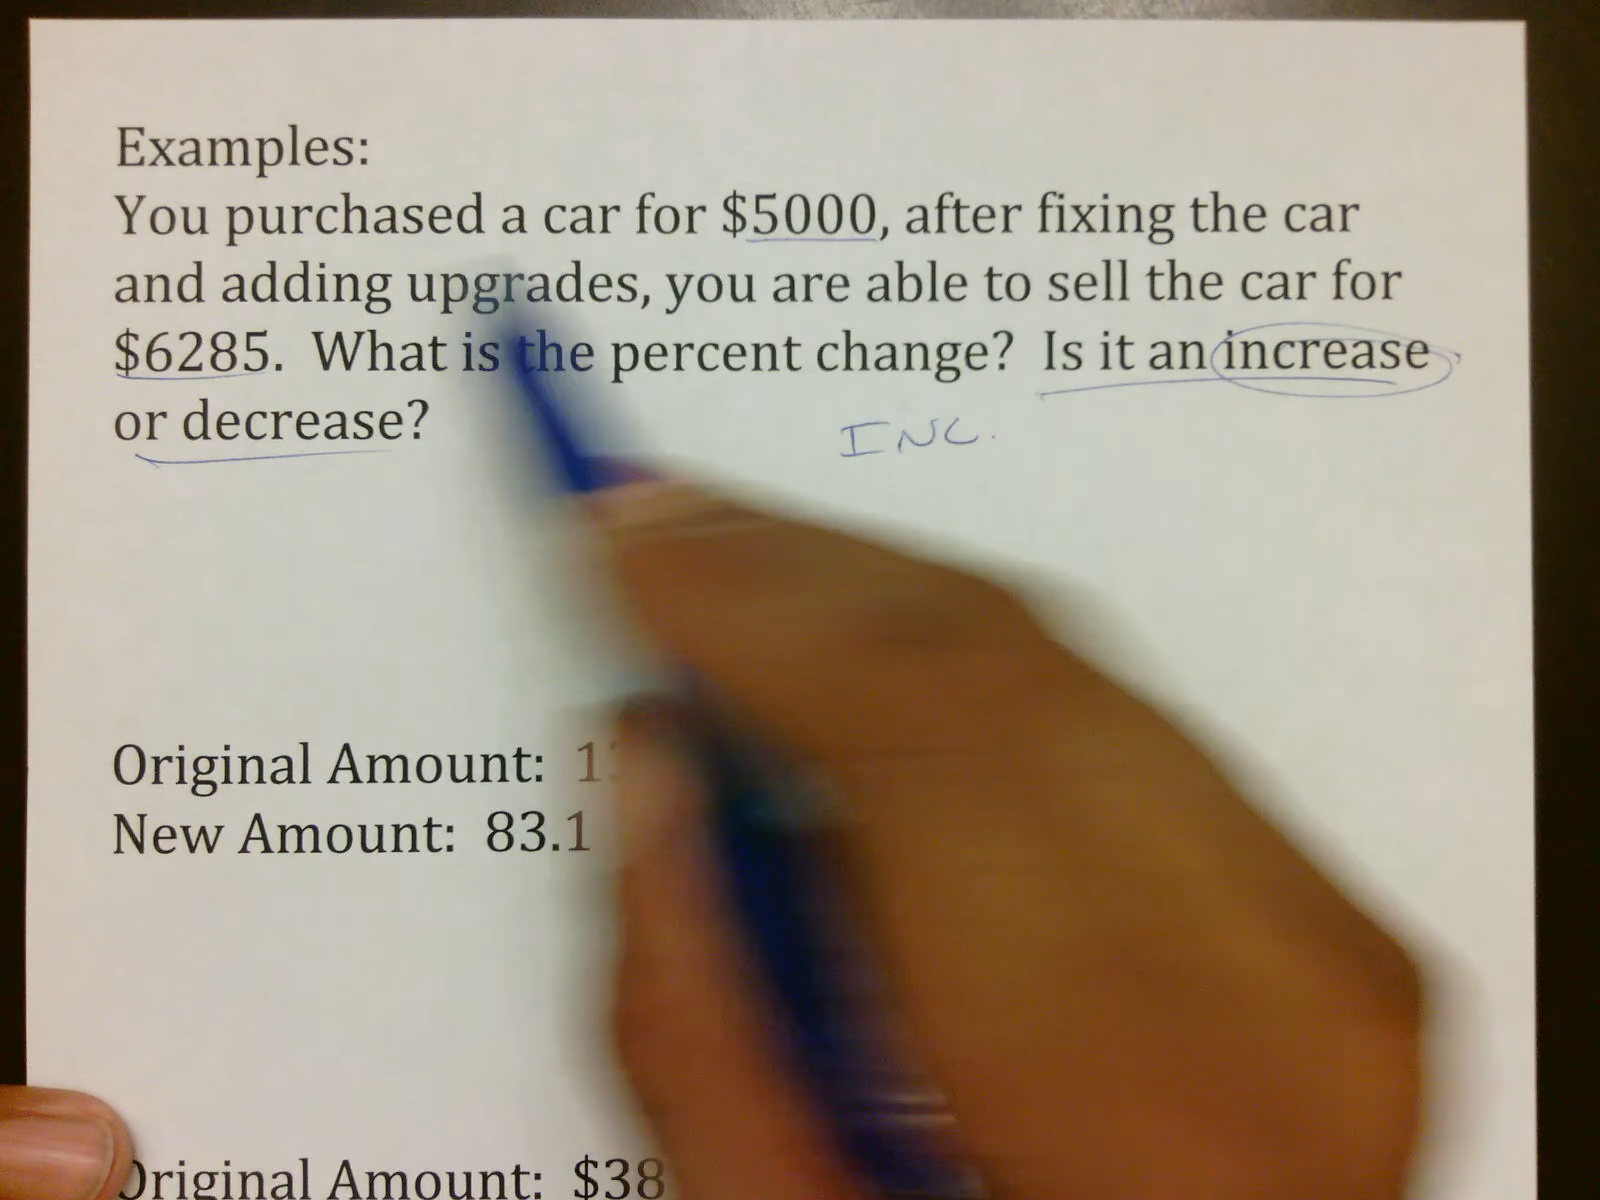 Examples:
You purchased a car for $5000, after fixing the car
and adding upgrades, you are able to sell the car for
$6285. What is the percent change? Is it an increase
or decrease?
INC.
Original Amount:
New Amount: 83.1
Original Amount: $38